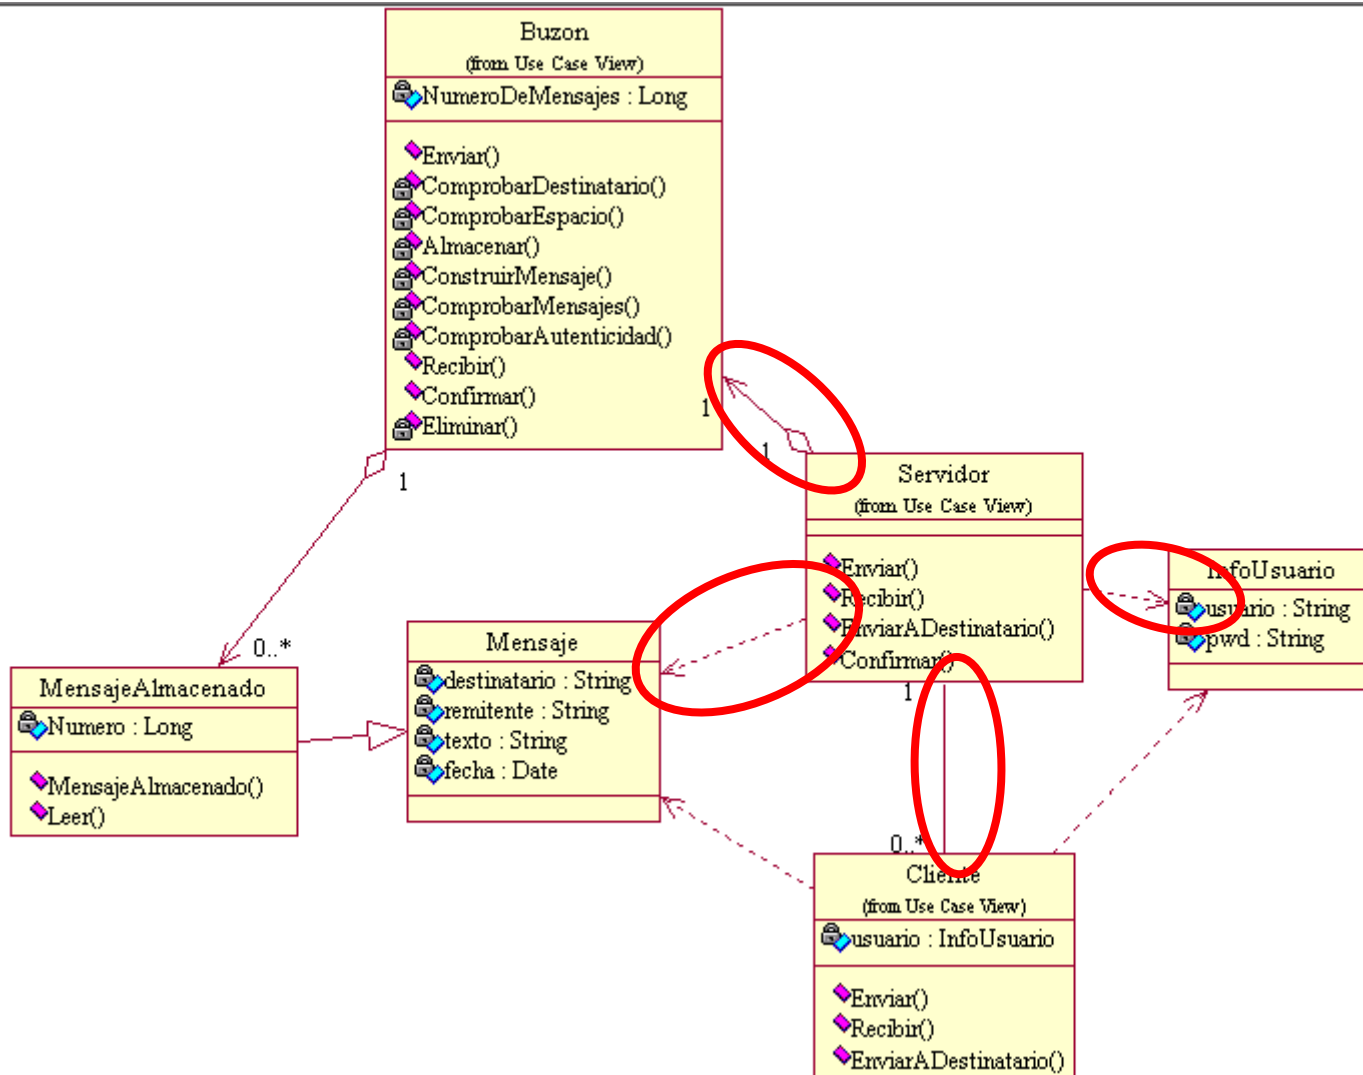 Buzon
(from Use Case View)
NumeroDeMensajes : Long
Enviar()
ComprobarDestinatario()
ComprobarEspacio()
Almacenar()
ConstruirMensaje()
ComprobarMensajes()
ComprobarAutenticidad()
Recibir()
Confirmar()
Eliminar()
1
1
1
Servidor
(from Use Case View)
Enviar()
Recibir()
EnviarADestinatario()
Confirmar()
1
InfoUsuario
usuario : String
pwd : String
0..*
MensajeAlmacenado
Numero : Long
MensajeAlmacenado()
Leer()
Mensaje
destinatario : String
remitente : String
texto : String
fecha : Date
0..*
Cliente
(from Use Case View)
usuario : InfoUsuario
Enviar()
Recibir()
EnviarADestinatario()